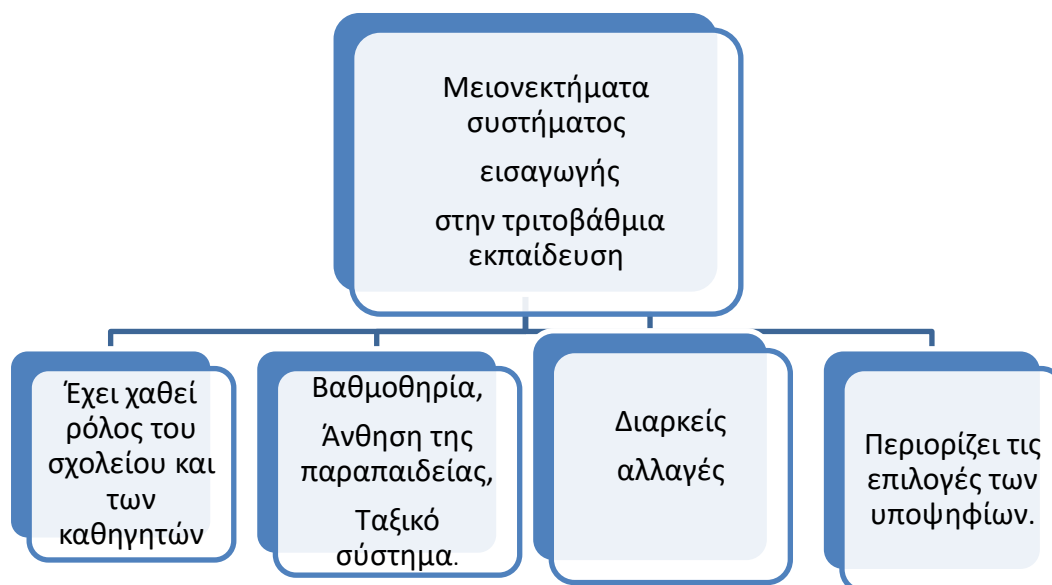 Μειονεκτήματα
συστήματος
εισαγωγής
στην τριτοβάθμια
εκπαίδευση
Έχει χαθεί
ρόλος του
σχολείου και
των
καθηγητών
Βαθμοθηρία,
Άνθηση της
παραπαιδείας,
Ταξικό
σύστημα.
Διαρκείς
αλλαγές
Περιορίζει τις
επιλογές των
υποψηφίων.